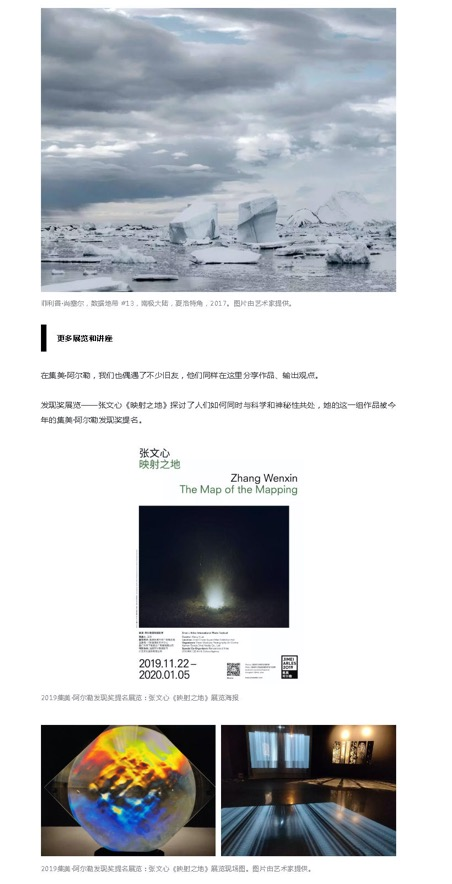 菲利普·尚塞尔，数据地带 #13，南极大陆，夏洛特角，2017。图片由艺术家提供。
更多展览和讲座
在集美·阿尔勒，我们也偶遇了不少旧友，他们同样在这里分享作品、输出观点。
发现奖展览——张文心《映射之地》探讨了人们如何同时与科学和神秘性共处，她的这一组作品被今
年的集美·阿尔勒发现奖提名。
张文心
映射之地
Zhang Wenxin
The Map of the Mapping
2019.11.22 –
2020.01.05
JIMEI
ARLES
2019
集美
阿尔勒
2019集美·阿尔勒发现奖提名展览：张文心《映射之地》展览海报
2019集美·阿尔勒发现奖提名展览：张文心《映射之地》展览现场图。图片由艺术家提供。